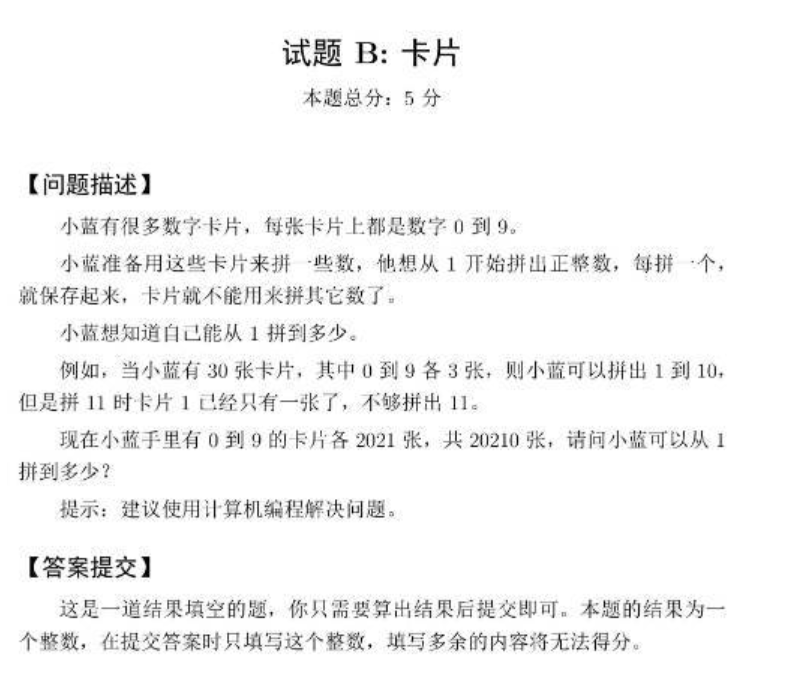 试题 B: 卡片
本题总分：5 分
【问题描述】
小蓝有很多数字卡片，每张卡片上都是数字 0 到 9。
小蓝准备用这些卡片来拼一些数，他想从 1 开始拼出正整数，每拼一个，
就保存起来，卡片就不能用来拼其它数了。
小蓝想知道自己能从 1 拼到多少。
例如，当小蓝有 30 张卡片，其中 0 到 9 各 3 张，则小蓝可以拼出 1 到 10，
但是拼 11 时卡片 1 已经只有一张了，不够拼出 11。
现在小蓝手里有 0 到 9 的卡片各 2021 张，共 20210 张，请问小蓝可以从 1
拼到多少？
提示：建议使用计算机编程解决问题。
【答案提交】
这是一道结果填空的题，你只需要算出结果后提交即可。本题的结果为一
个整数，在提交答案时只填写这个整数，填写多余的内容将无法得分。